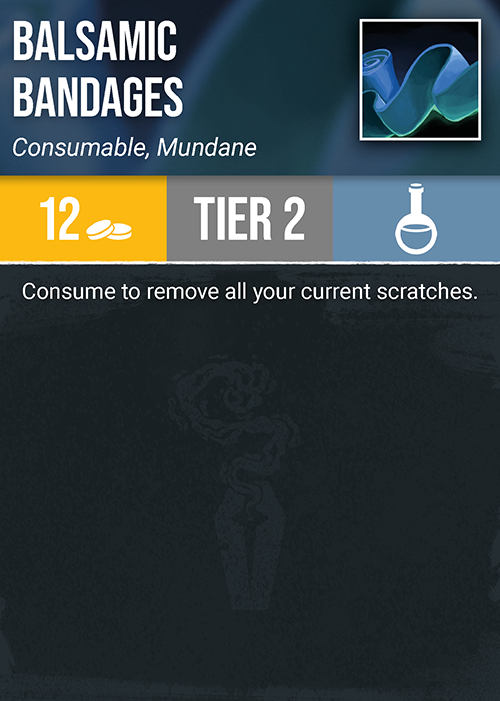 BALSAMIC
BANDAGES
Consumable, Mundane
12
TIER 2
Consume to remove all your current scratches.